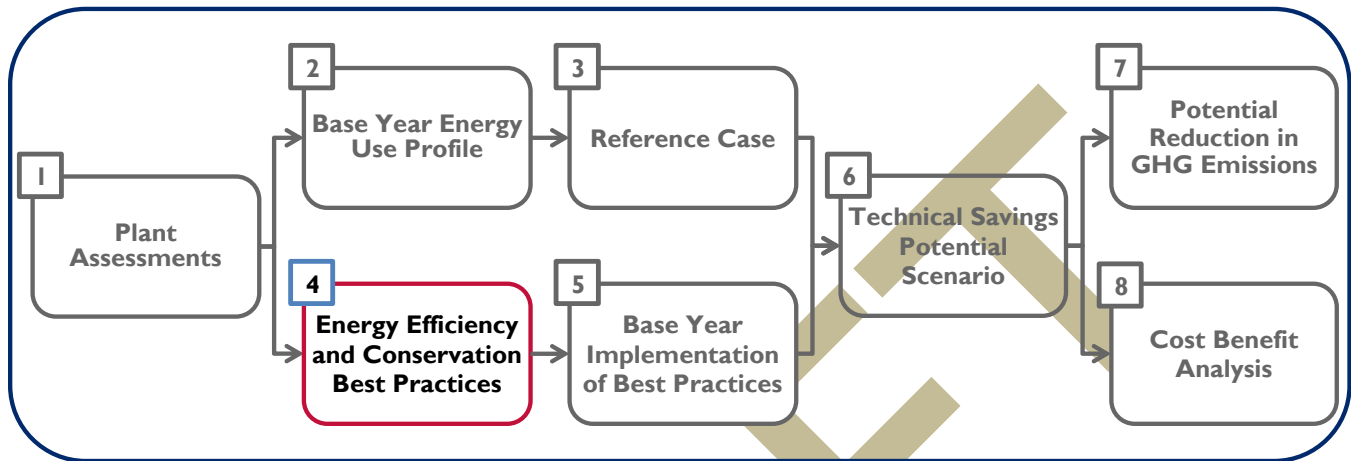 1
Plant
Assessments
2
Base Year Energy
Use Profile
3
Reference Case
4
Energy Efficiency
and Conservation
Best Practices
5
Base Year
Implementation
of Best Practices
6
Technical Savings
Potential
Scenario
7
Potential
Reduction in
GHG Emissions
8
Cost Benefit
Analysis